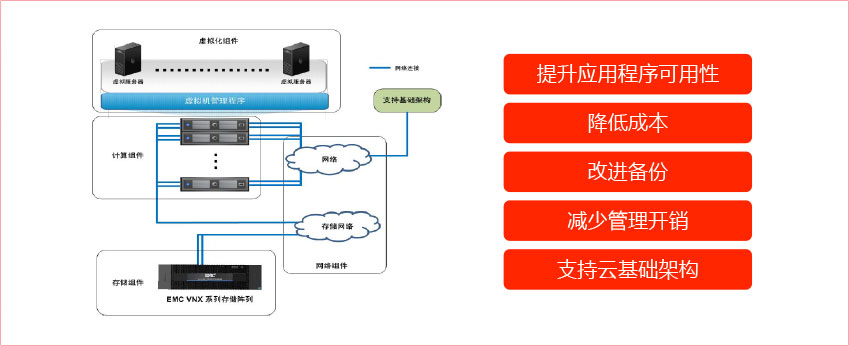 虚拟化组件
虚拟服务器
虚拟服务器
虚拟机管理程序
网络连接
支持基础架构
计算组件
网络
存储网络
网络组件
存储组件
EMC
EMC VNX 系列存储阵列
提升应用程序可用性
降低成本
改进备份
减少管理开销
支持云基础架构